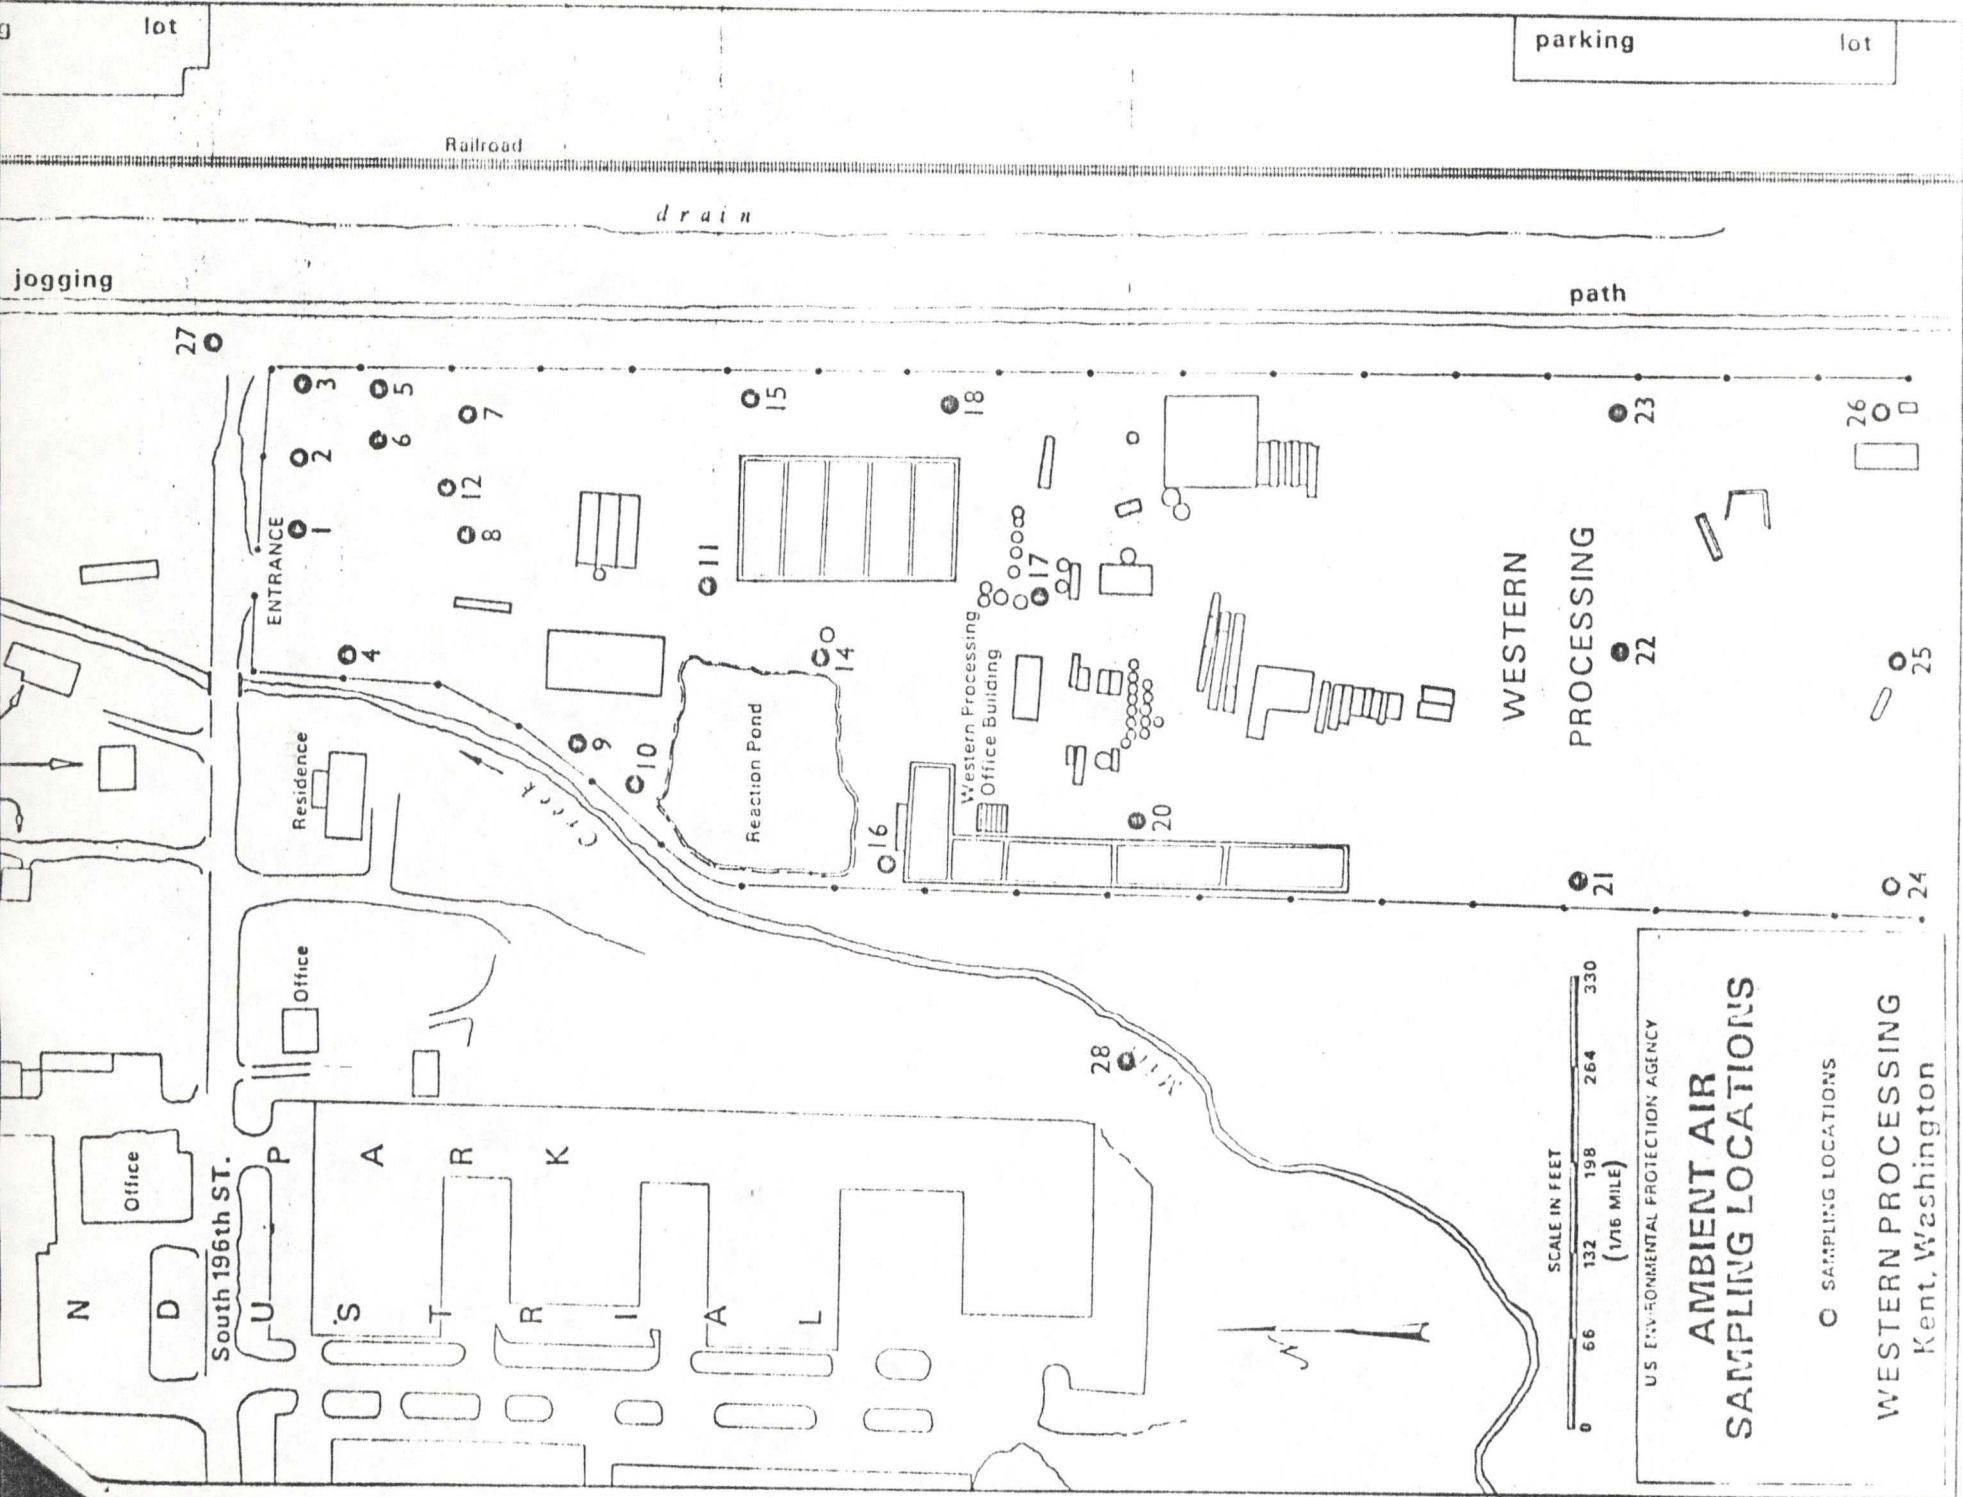 g lot
parking lot
Railroad
drain
jogging path
27
3
5
2
6
7
12
1
8
ENTRANCE
4
15
18
11
17
14
9
10
Residence
Creek
Reaction Pond
Western Processing
Office Building
16
20
23
26
WESTERN
PROCESSING
22
25
21
24
Office
Office
28
Mill
South 196th ST.
P A R K
N D U S T R I A L
N
SCALE IN FEET
0 66 132 198 264 330
(1/16 MILE)
US ENVIRONMENTAL PROTECTION AGENCY
AMBIENT AIR
SAMPLING LOCATIONS
O SAMPLING LOCATIONS
WESTERN PROCESSING
Kent, Washington